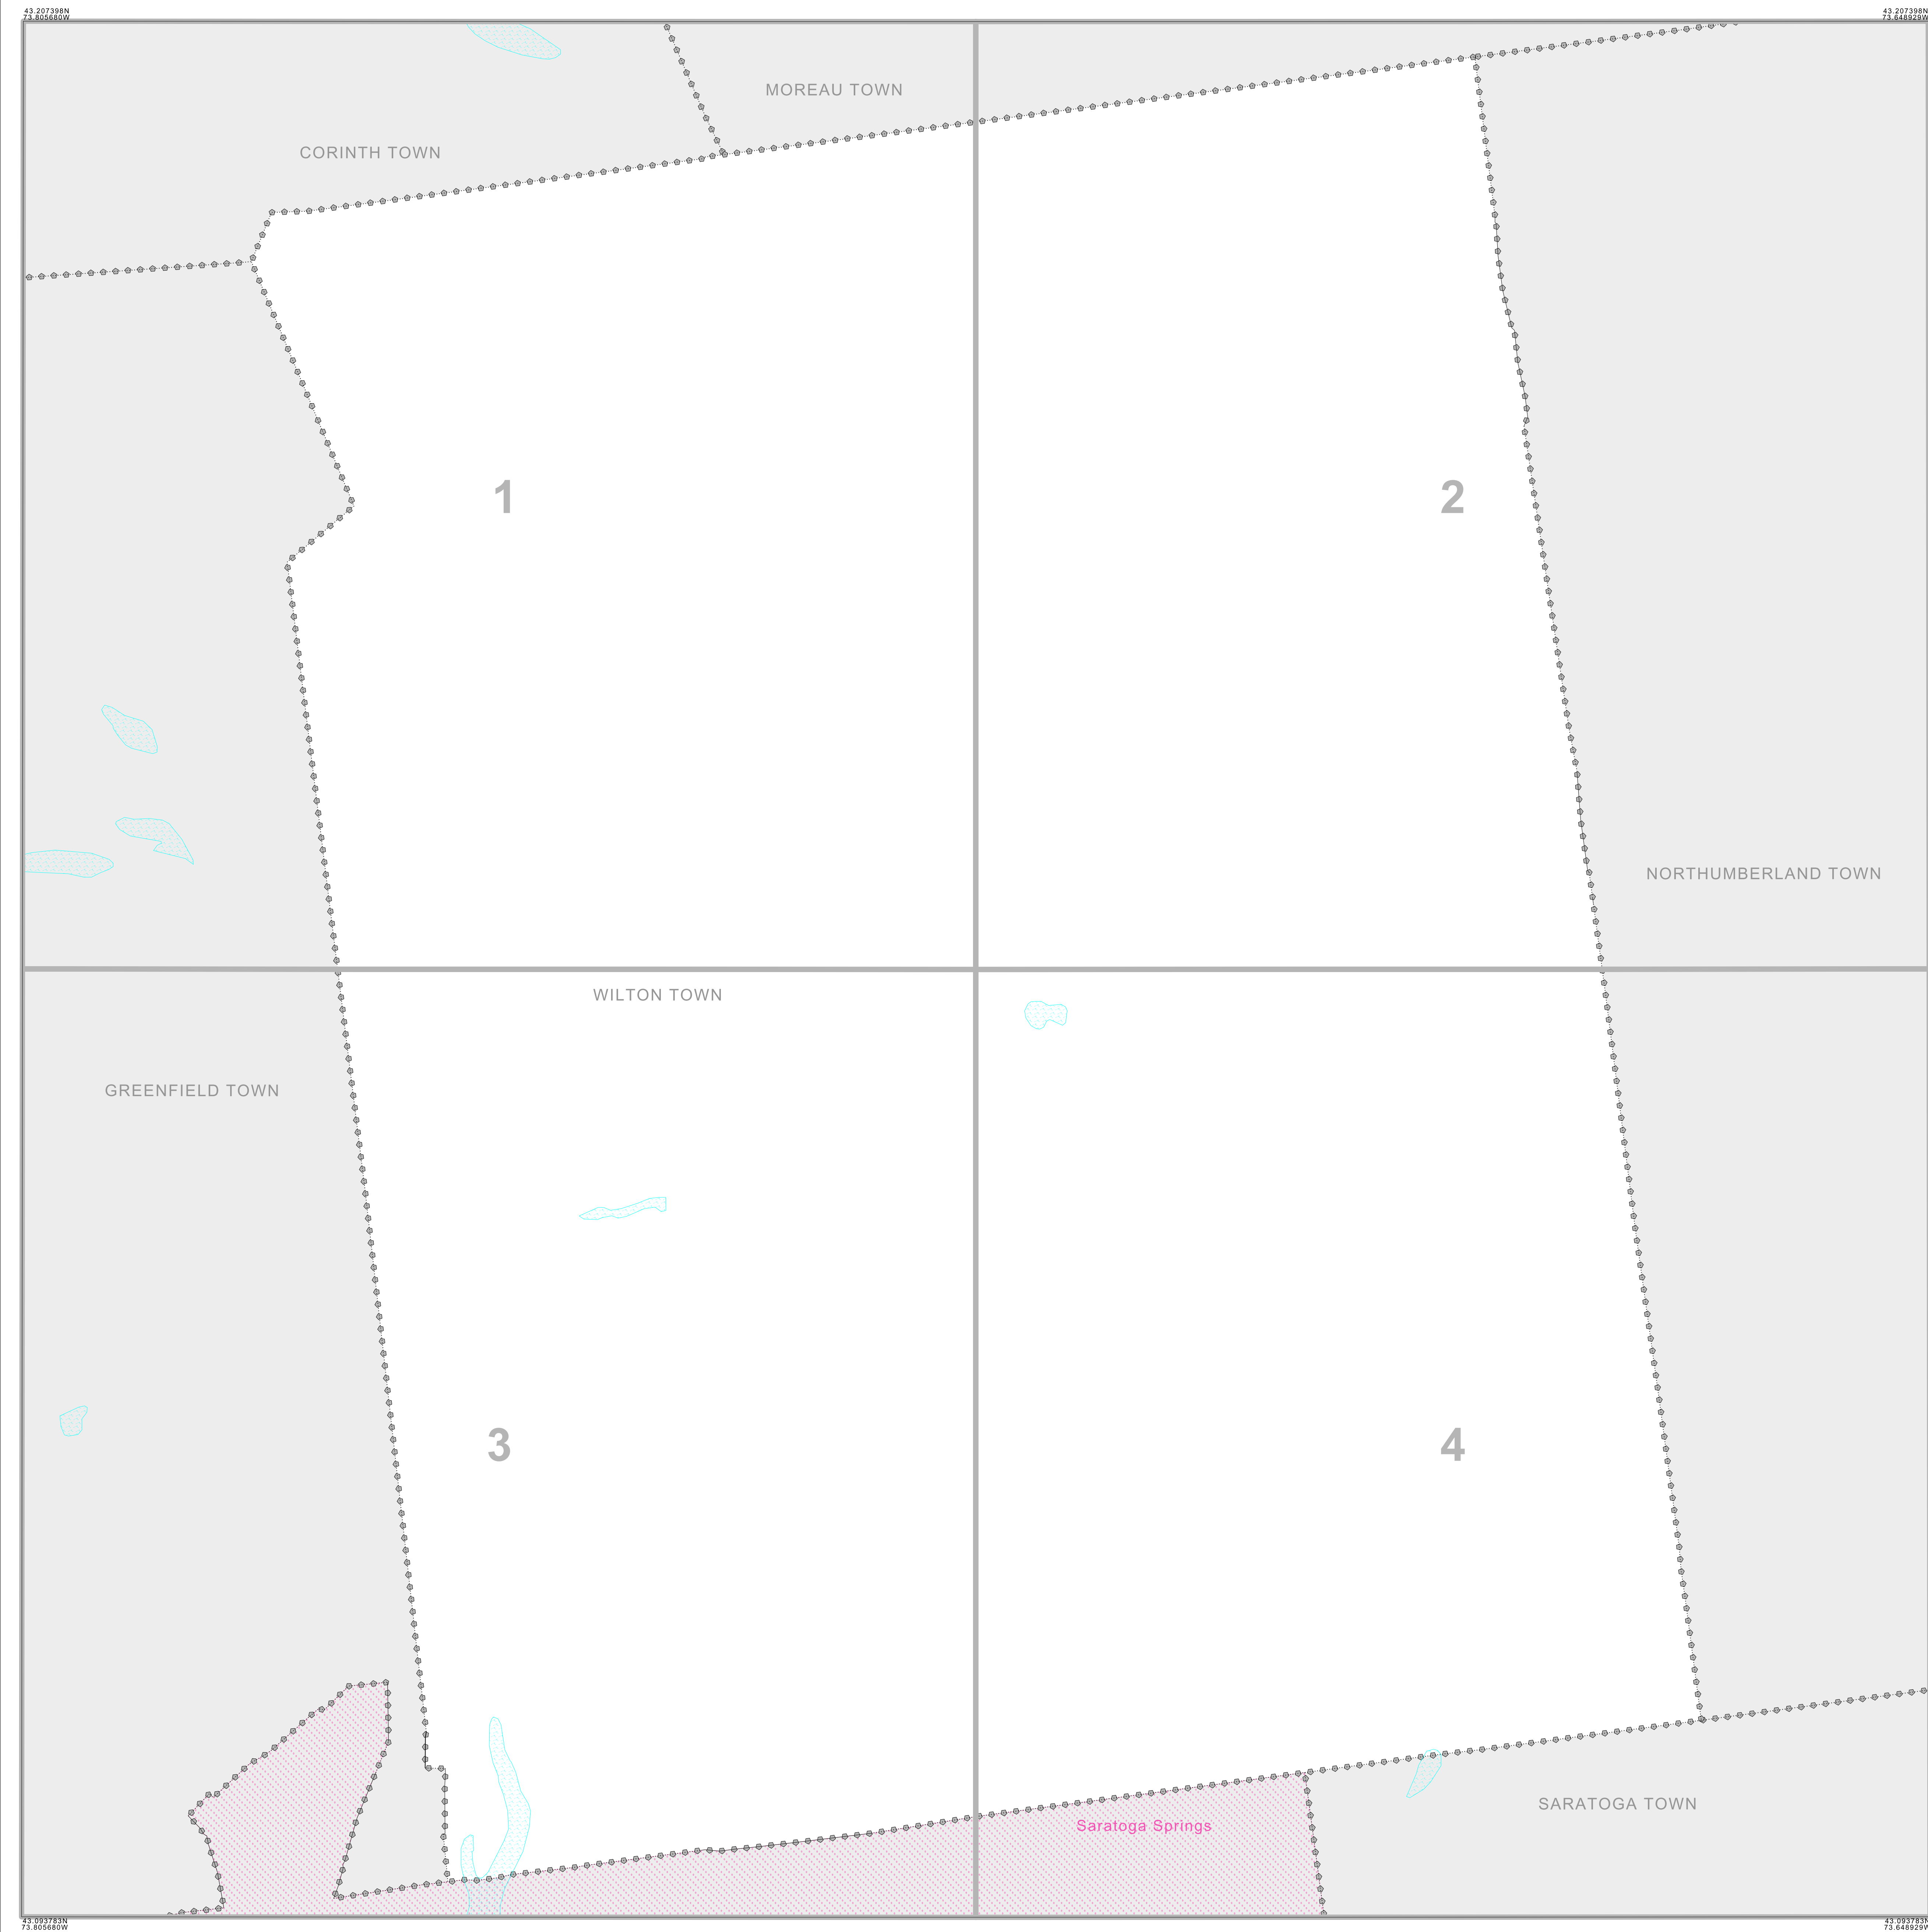 43.207398N
73.805680W
43.207398N
73.648929W
MOREAU TOWN
CORINTH TOWN
1
2
NORTHUMBERLAND TOWN
WILTON TOWN
GREENFIELD TOWN
3
4
SARATOGA TOWN
Saratoga Springs
43.093783N
73.805680W
43.093783N
73.648929W